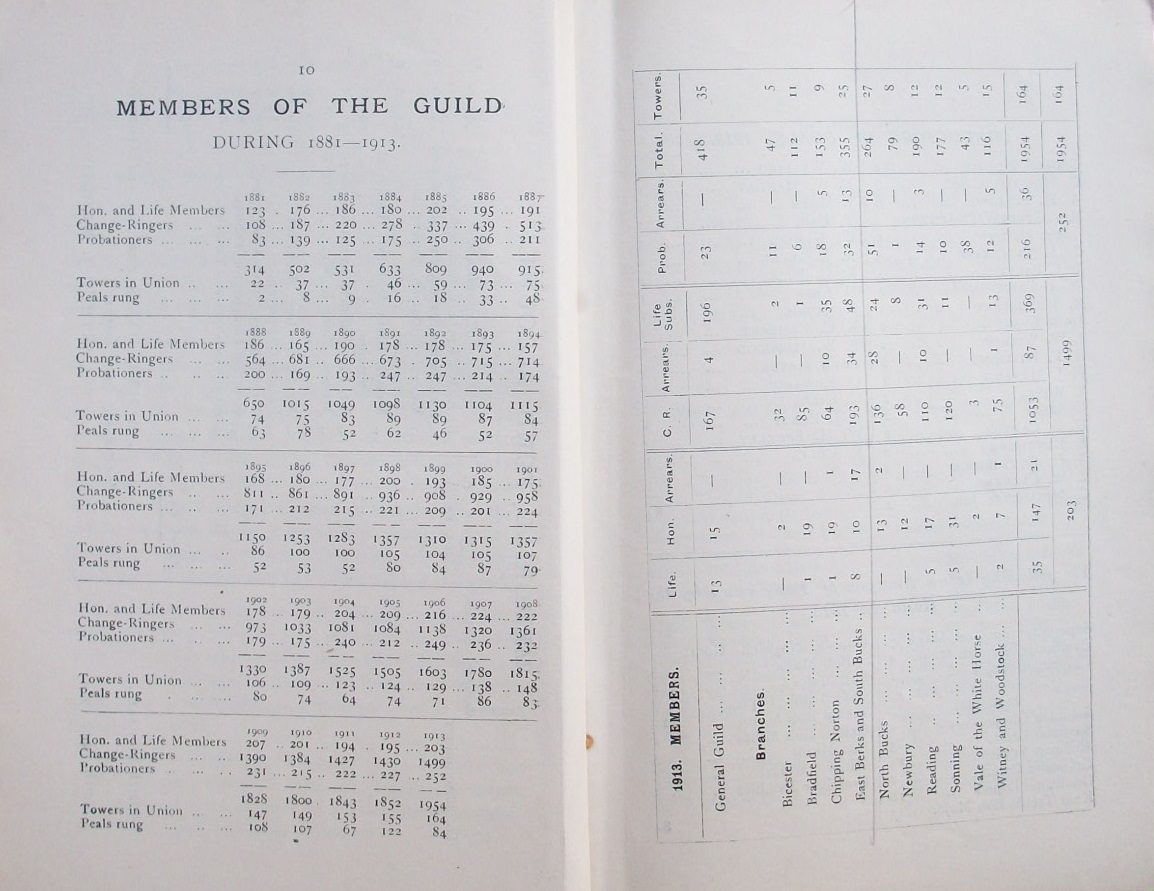 10
MEMBERS OF THE GUILD
DURING 1881—1913.
1881 1882 1883 1884 1885 1886 1887
Hon. and Life Members 123 . 176 ... 186 ... 180 ... 202 .. 195 ... 191
Change-Ringers ... ... 108 ... 187 ... 220 ... 278 . 337 ... 439 . 513
Probationers ... ... ... 83 ... 139 ... 125 ... 175 ... 250 .. 306 .. 211
314 502 531 633 809 940 915
Towers in Union .. ... 22 .. 37 ... 37 . 46 ... 59 ... 73 ... 75
Peals rung ... ... ... 2 ... 8 ... 9 .. 16 ... 18 .. 33 .. 48
1888 1889 1890 1891 1892 1893 1894
Hon. and Life Members 186 ... 165 ... 190 . 178 ... 178 ... 175 ... 157
Change-Ringers ... ... 564 ... 681 .. 666 ... 673 . 705 ... 715 ... 714
Probationers .. .. .. 200 ... 169 .. 193 ... 247 ... 247 ... 214 .. 174
650 1015 1049 1098 1130 1104 1115
Towers in Union ... ... 74 75 83 89 89 87 84
Peals rung ... ... ... 63 78 52 62 46 52 57
1895 1896 1897 1898 1899 1900 1901
Hon. and Life Members 168 ... 180 ... 177 ... 200 . 193 ... 185 ... 175
Change-Ringers ... ... 811 .. 861 ... 891 ... 936 .. 908 .. 929 .. 958
Probationers ... ... ... 171 ... 212 215 .. 221 .. 209 .. 201 .. 224
1150 1253 1283 1357 1310 1315 1357
Towers in Union ... .. 86 100 100 105 104 105 107
Peals rung ... ... ... 52 53 52 80 84 87 79
1902 1903 1904 1905 1906 1907 1908
Hon. and Life Members 178 .. 179 ... 204 ... 209 ... 216 ... 224 ... 222
Change-Ringers ... ... 973 1033 1081 1084 1138 1320 1361
Probationers ... ... .. 179 ... 175 ... 240 ... 212 .. 249 .. 236 .. 232
1330 1387 1525 1505 1603 1780 1815
Towers in Union ... ... 106 .. 109 ... 123 .. 124 .. 129 ... 138 .. 148
Peals rung . ... ... 80 74 64 74 71 86 83
1909 1910 1911 1912 1913
Hon. and Life Members 207 .. 201 .. 194 . 195 ... 203
Change-Ringers ... ... 1390 1384 1427 1430 1499
Probationers . ... .. 231 ... 215 .. 222 ... 227 .. 252
1828 1800 . 1843 1852 1954
Towers in Union ... ... 147 149 153 155 164
Peals rung .. .. ... 108 107 67 122 84
1913. MEMBERS. Life. Hon. Arrears. C. R. Arrears. Life Subs. Prob. Arrears. Total. Towers.
General Guild ... ... ... 13 15 — 167 4 196 23 — 418 35
Branches.
Bicester ... ... ... ... — 2 — 32 — 2 11 — 47 5
Bradfield ... ... ... 1 19 — 85 — 1 6 — 112 11
Chipping Norton ... ... ... 1 19 1 64 10 35 18 5 153 9
East Berks and South Bucks .. 8 10 17 193 34 48 32 13 355 25
North Bucks ... ... ... ... — 13 2 136 28 24 51 10 264 27
Newbury ... ... ... ... — 12 — 58 — 8 1 — 79 8
Reading .. ... ... ... 5 17 — 110 10 31 14 3 190 12
Sonning ... ... ... ... 5 31 — 120 — 11 10 — 177 12
Vale of the White Horse .. — 2 — 3 — — 38 — 43 5
Witney and Woodstock ... ... 2 7 1 75 1 13 12 5 116 15
35 147 21 1053 87 369 216 36 1954 164
203 1499 252 1954 164